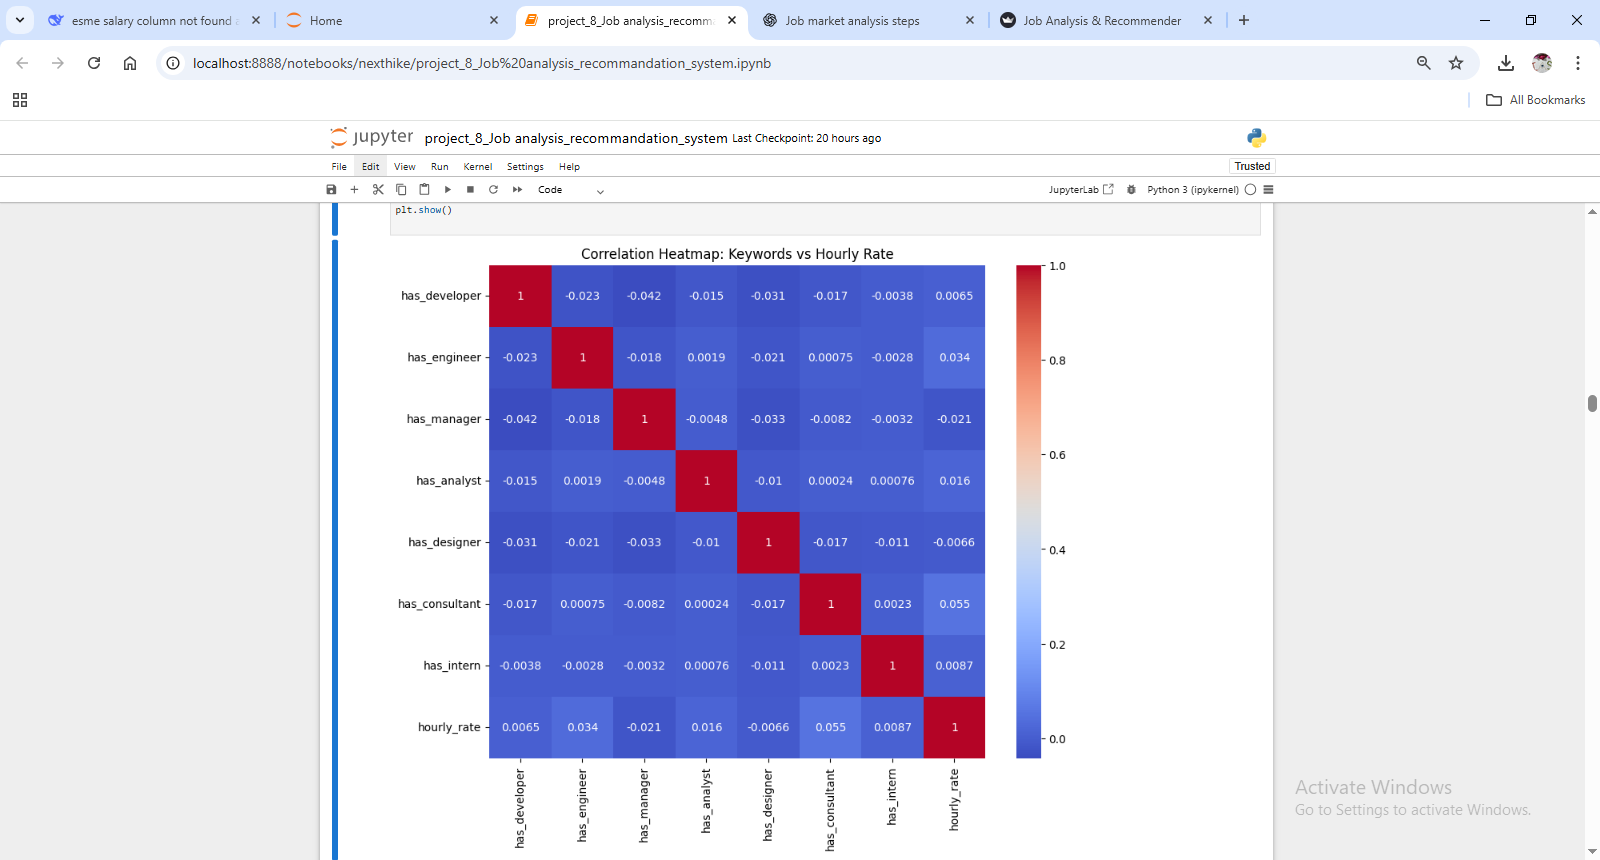 esme salary column not found a
Home
project_8_Job analysis_recomm
Job market analysis steps
Job Analysis & Recommender
localhost:8888/notebooks/nexthike/project_8_Job%20analysis_recommandation_system.ipynb
All Bookmarks
jupyter project_8_Job analysis_recommandation_system Last Checkpoint: 20 hours ago
File Edit View Run Kernel Settings Help Trusted
Code JupyterLab Python 3 (ipykernel)
plt.show()
Correlation Heatmap: Keywords vs Hourly Rate
has_developer 1 -0.023 -0.042 -0.015 -0.031 -0.017 -0.0038 0.0065
has_engineer -0.023 1 -0.018 0.0019 -0.021 0.00075 -0.0028 0.034
has_manager -0.042 -0.018 1 -0.0048 -0.033 -0.0082 -0.0032 -0.021
has_analyst -0.015 0.0019 -0.0048 1 -0.01 0.00024 0.00076 0.016
has_designer -0.031 -0.021 -0.033 -0.01 1 -0.017 -0.011 -0.0066
has_consultant -0.017 0.00075 -0.0082 0.00024 -0.017 1 0.0023 0.055
has_intern -0.0038 -0.0028 -0.0032 0.00076 -0.011 0.0023 1 0.0087
hourly_rate 0.0065 0.034 -0.021 0.016 -0.0066 0.055 0.0087 1
has_developer
has_engineer
has_manager
has_analyst
has_designer
has_consultant
has_intern
hourly_rate
1.0
0.8
0.6
0.4
0.2
0.0
Activate Windows
Go to Settings to activate Windows.